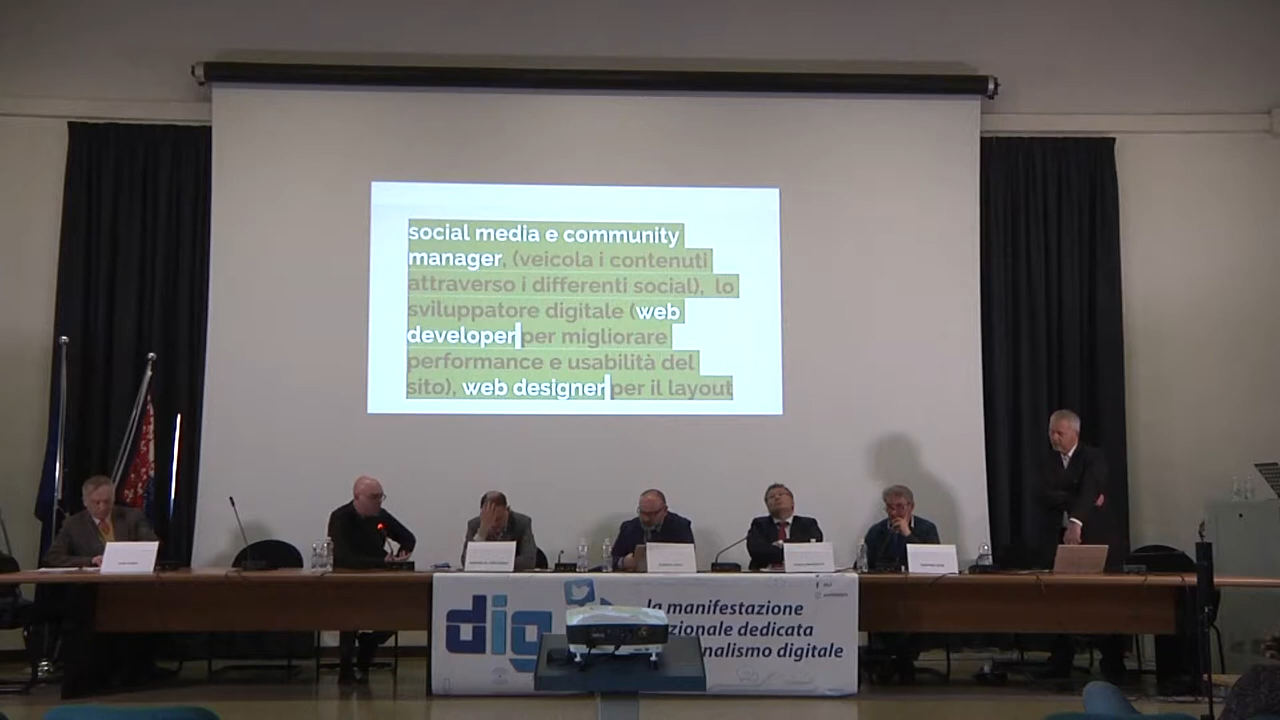 social media e community
manager, (veicola i contenuti
attraverso i differenti social), lo
sviluppatore digitale (web
developer per migliorare
performance e usabilità del
sito), web designer per il layout
dig
la manifestazione
zionale dedicata
nalismo digitale